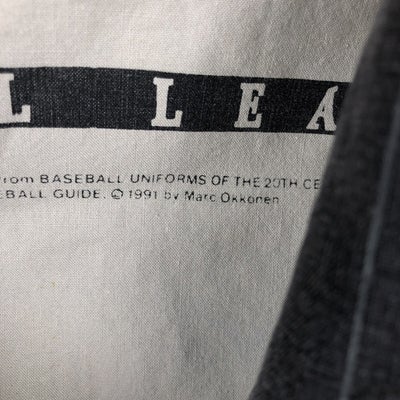 L LEA
from BASEBALL UNIFORMS OF THE 20TH CE
EBALL GUIDE. © 1991 by Marc Okkonen